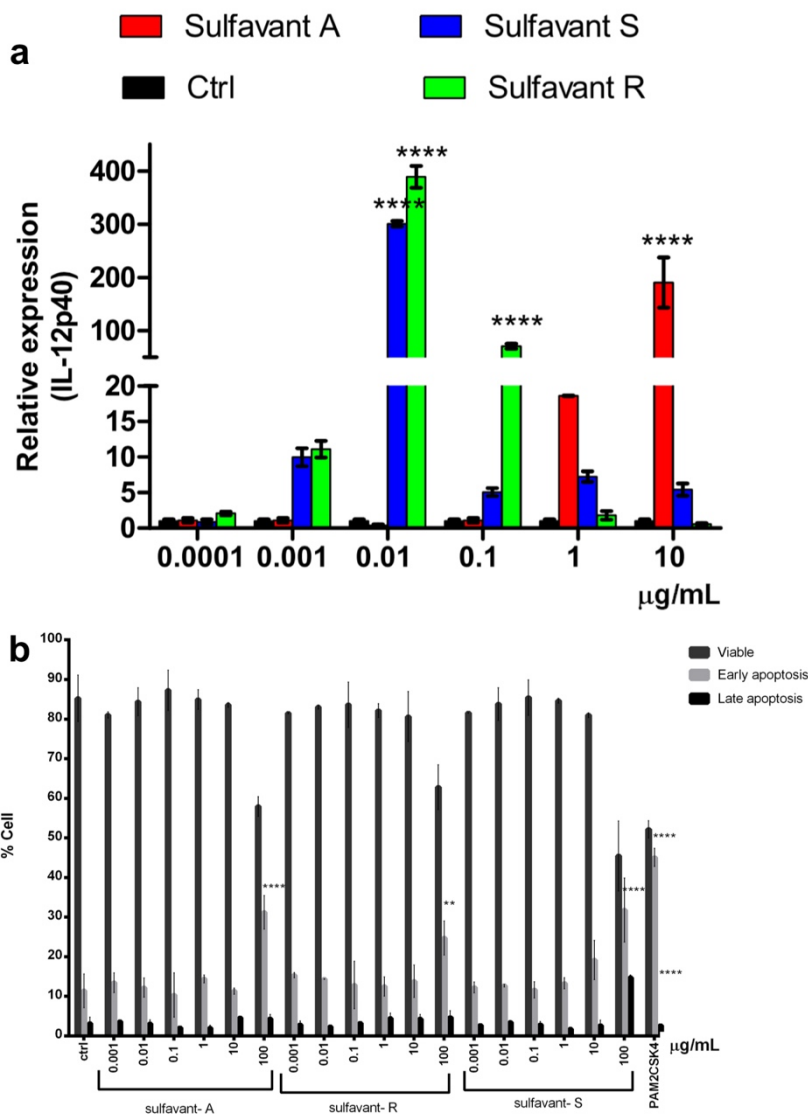 a
Sulfavant A Sulfavant S
Ctrl Sulfavant R
Relative expression
(IL-12p40)
400
300
200
100
20
15
10
5
0
**** **** **** ****
0.0001 0.001 0.01 0.1 1 10
µg/mL
b
Viable
Early apoptosis
Late apoptosis
% Cell
100
90
80
70
60
50
40
30
20
10
0
**** ** **** **** ****
ctrl 0.001 0.01 0.1 1 10 100 0.001 0.01 0.1 1 10 100 0.001 0.01 0.1 1 10 100 PAM2CSK4 µg/mL
sulfavant- A sulfavant- R sulfavant- S